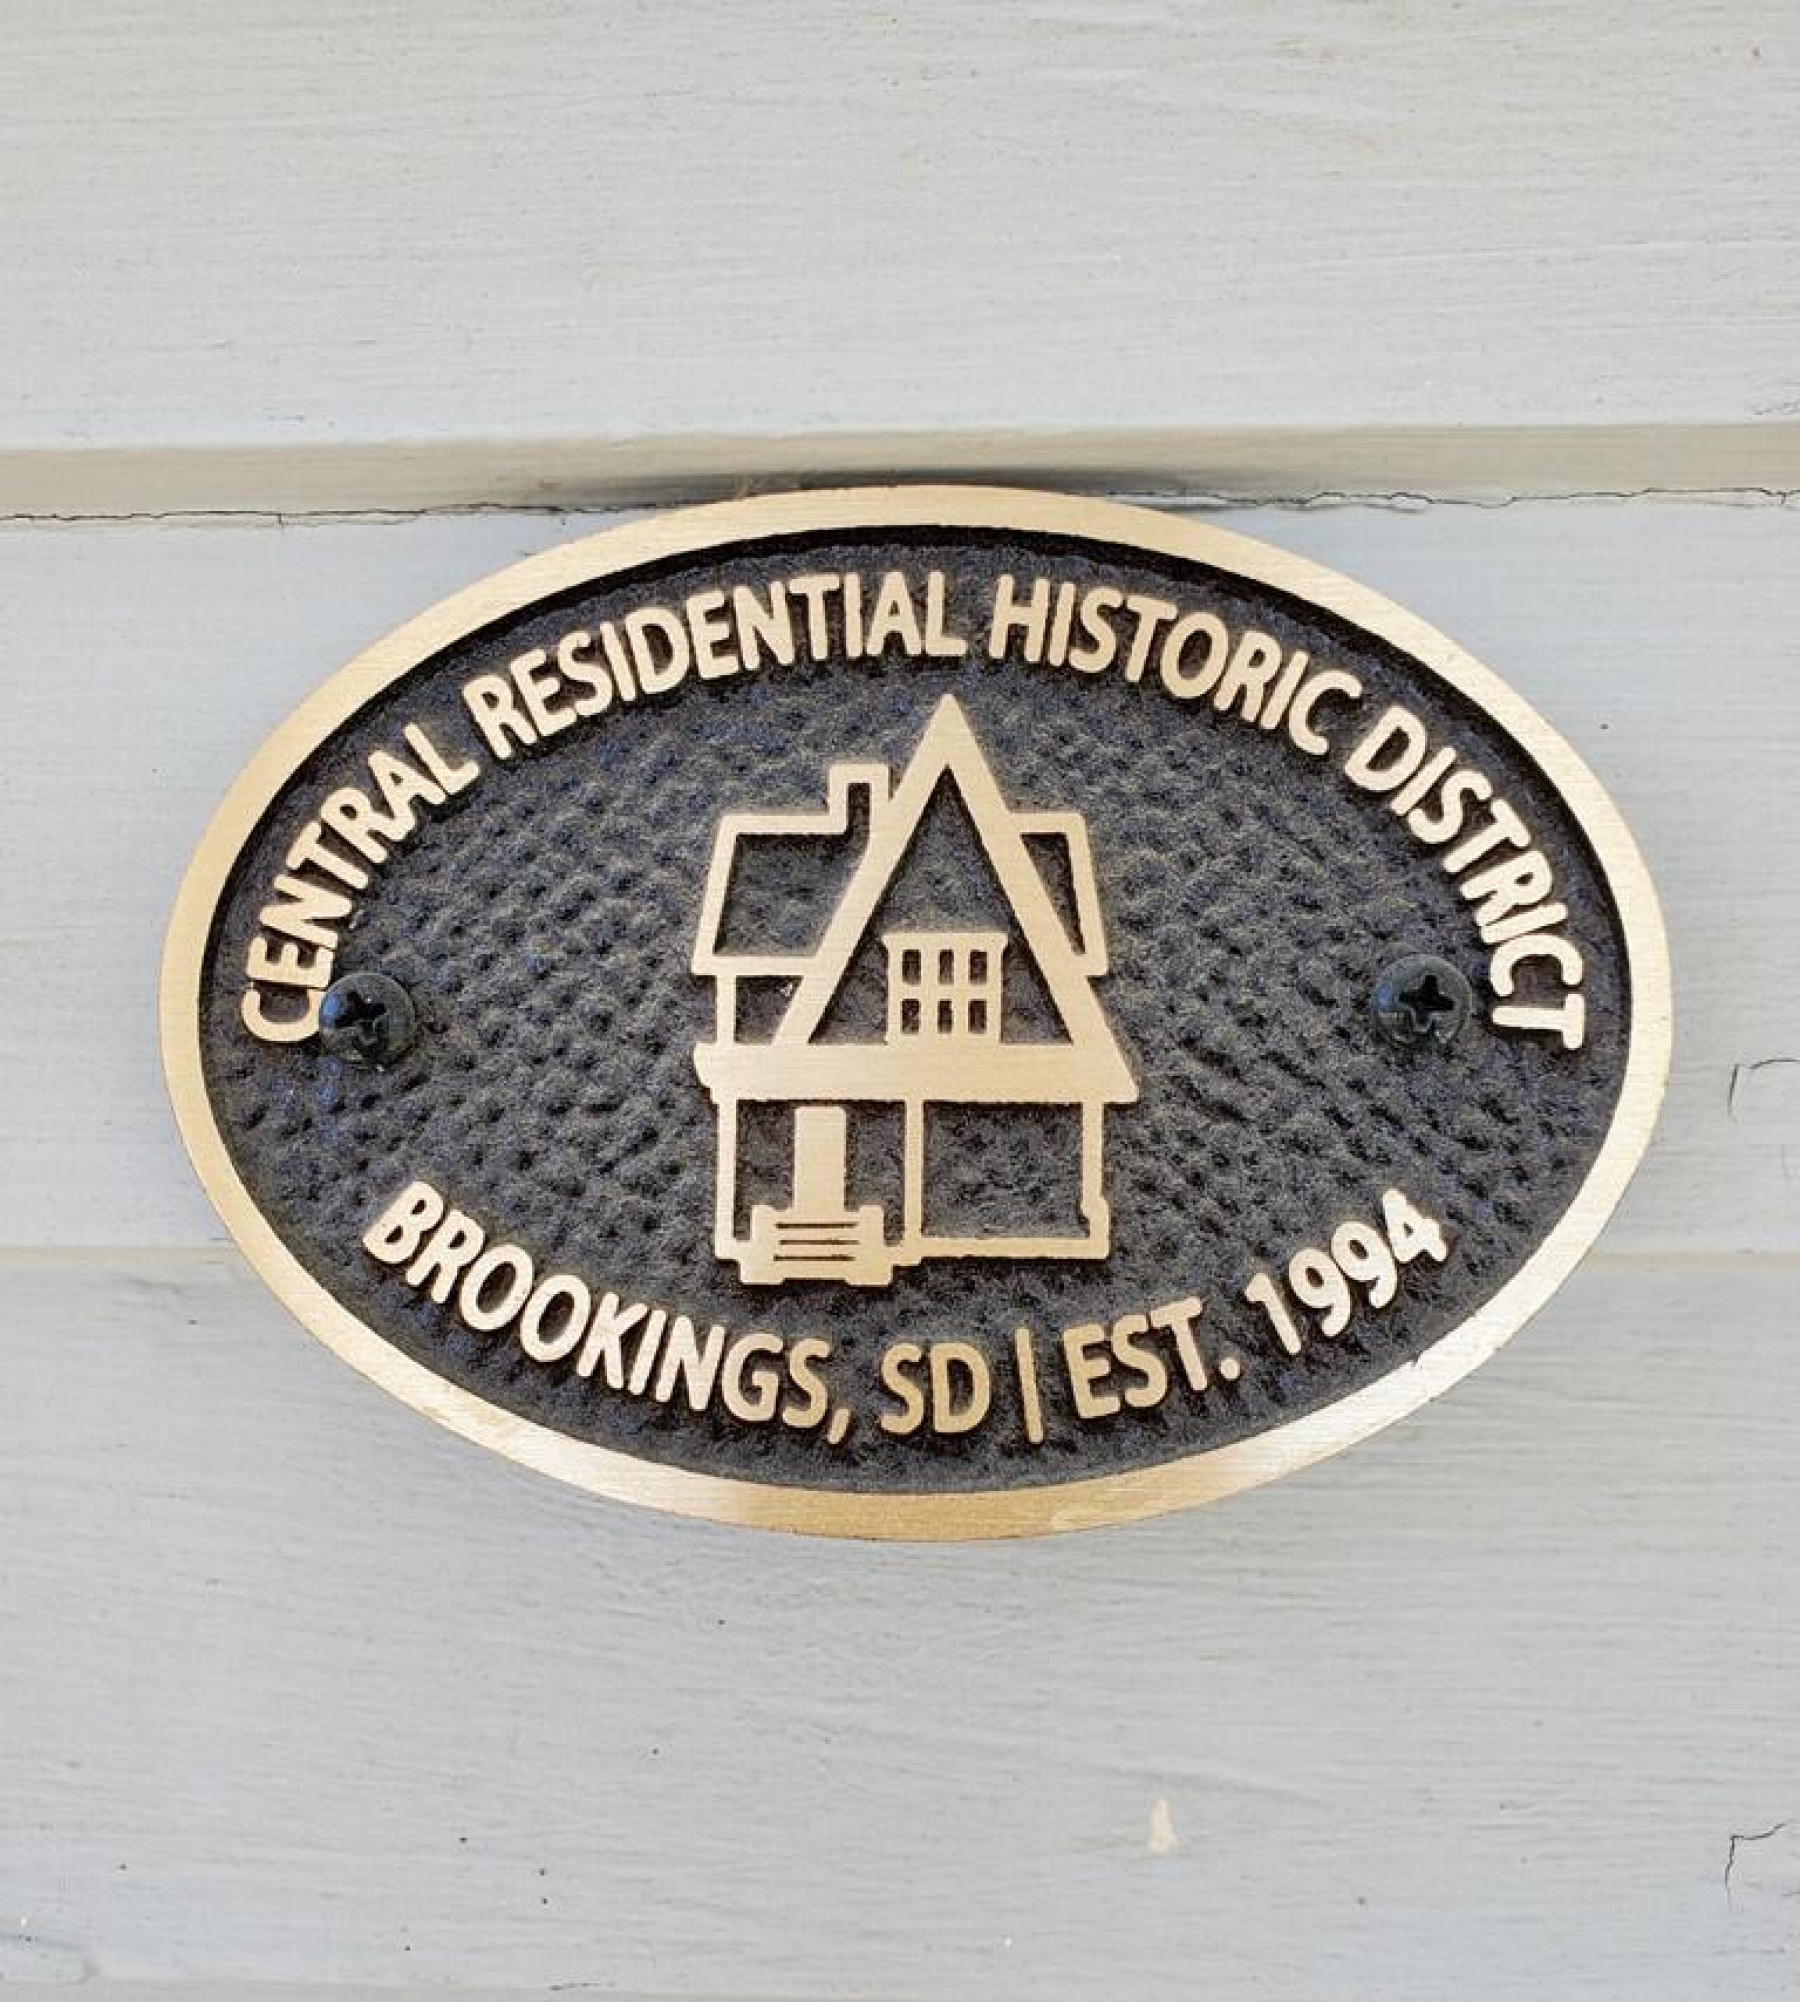 CENTRAL RESIDENTIAL HISTORIC DISTRICT
BROOKINGS, SD | EST. 1994